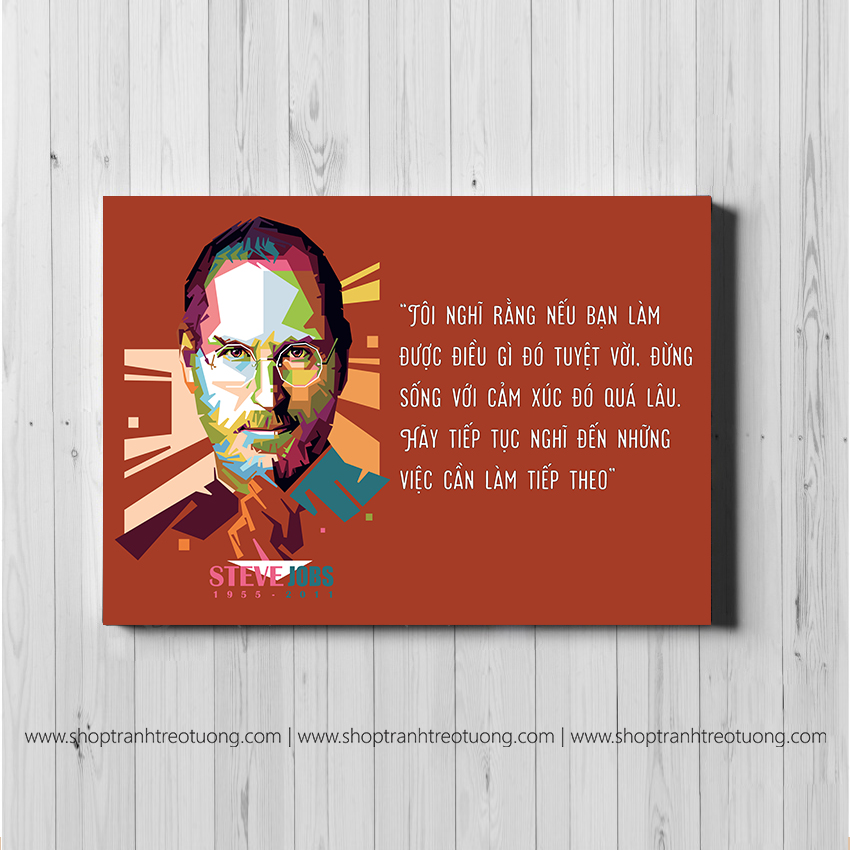 “TÔI NGHĨ RẰNG NẾU BẠN LÀM
ĐƯỢC ĐIỀU GÌ ĐÓ TUYỆT VỜI, ĐỪNG
SỐNG VỚI CẢM XÚC ĐÓ QUÁ LÂU.
HÃY TIẾP TỤC NGHĨ ĐẾN NHỮNG
VIỆC CẦN LÀM TIẾP THEO”
STEVE JOBS
1955 - 2011
www.shoptranhtreotuong.com | www.shoptranhtreotuong.com | www.shoptranhtreotuong.com